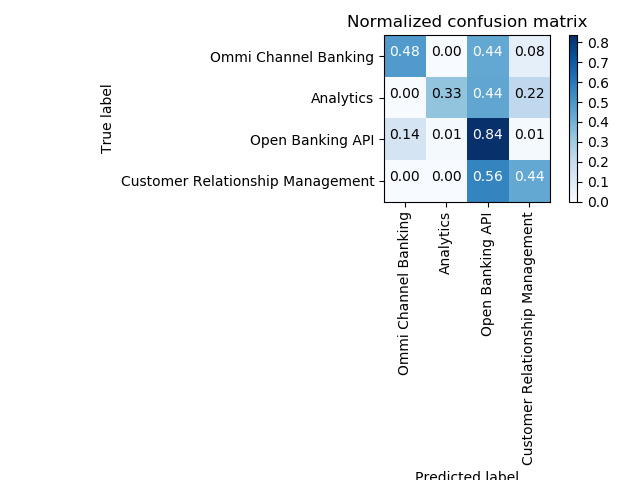 Normalized confusion matrix
Ommi Channel Banking 0.48 0.00 0.44 0.08
Analytics 0.00 0.33 0.44 0.22
Open Banking API 0.14 0.01 0.84 0.01
Customer Relationship Management 0.00 0.00 0.56 0.44
True label
0.8
0.7
0.6
0.5
0.4
0.3
0.2
0.1
0.0
Ommi Channel Banking
Analytics
Open Banking API
Customer Relationship Management
Predicted label